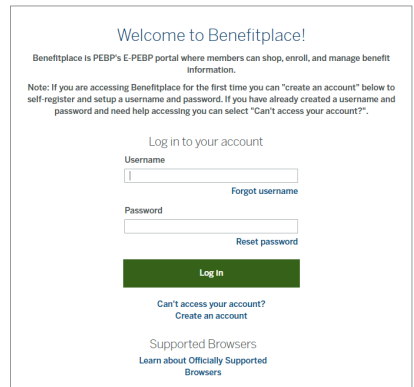 Welcome to Benefitplace!
Benefitplace is PEBP's E-PEBP portal where members can shop, enroll, and manage benefit
information.
Note: If you are accessing Benefitplace for the first time you can "create an account" below to
self-register and setup a username and password. If you have already created a username and
password and need help accessing you can select "Can't access your account?".
Log in to your account
Username
Forgot username
Password
Reset password
Log in
Can't access your account?
Create an account
Supported Browsers
Learn about Officially Supported
Browsers